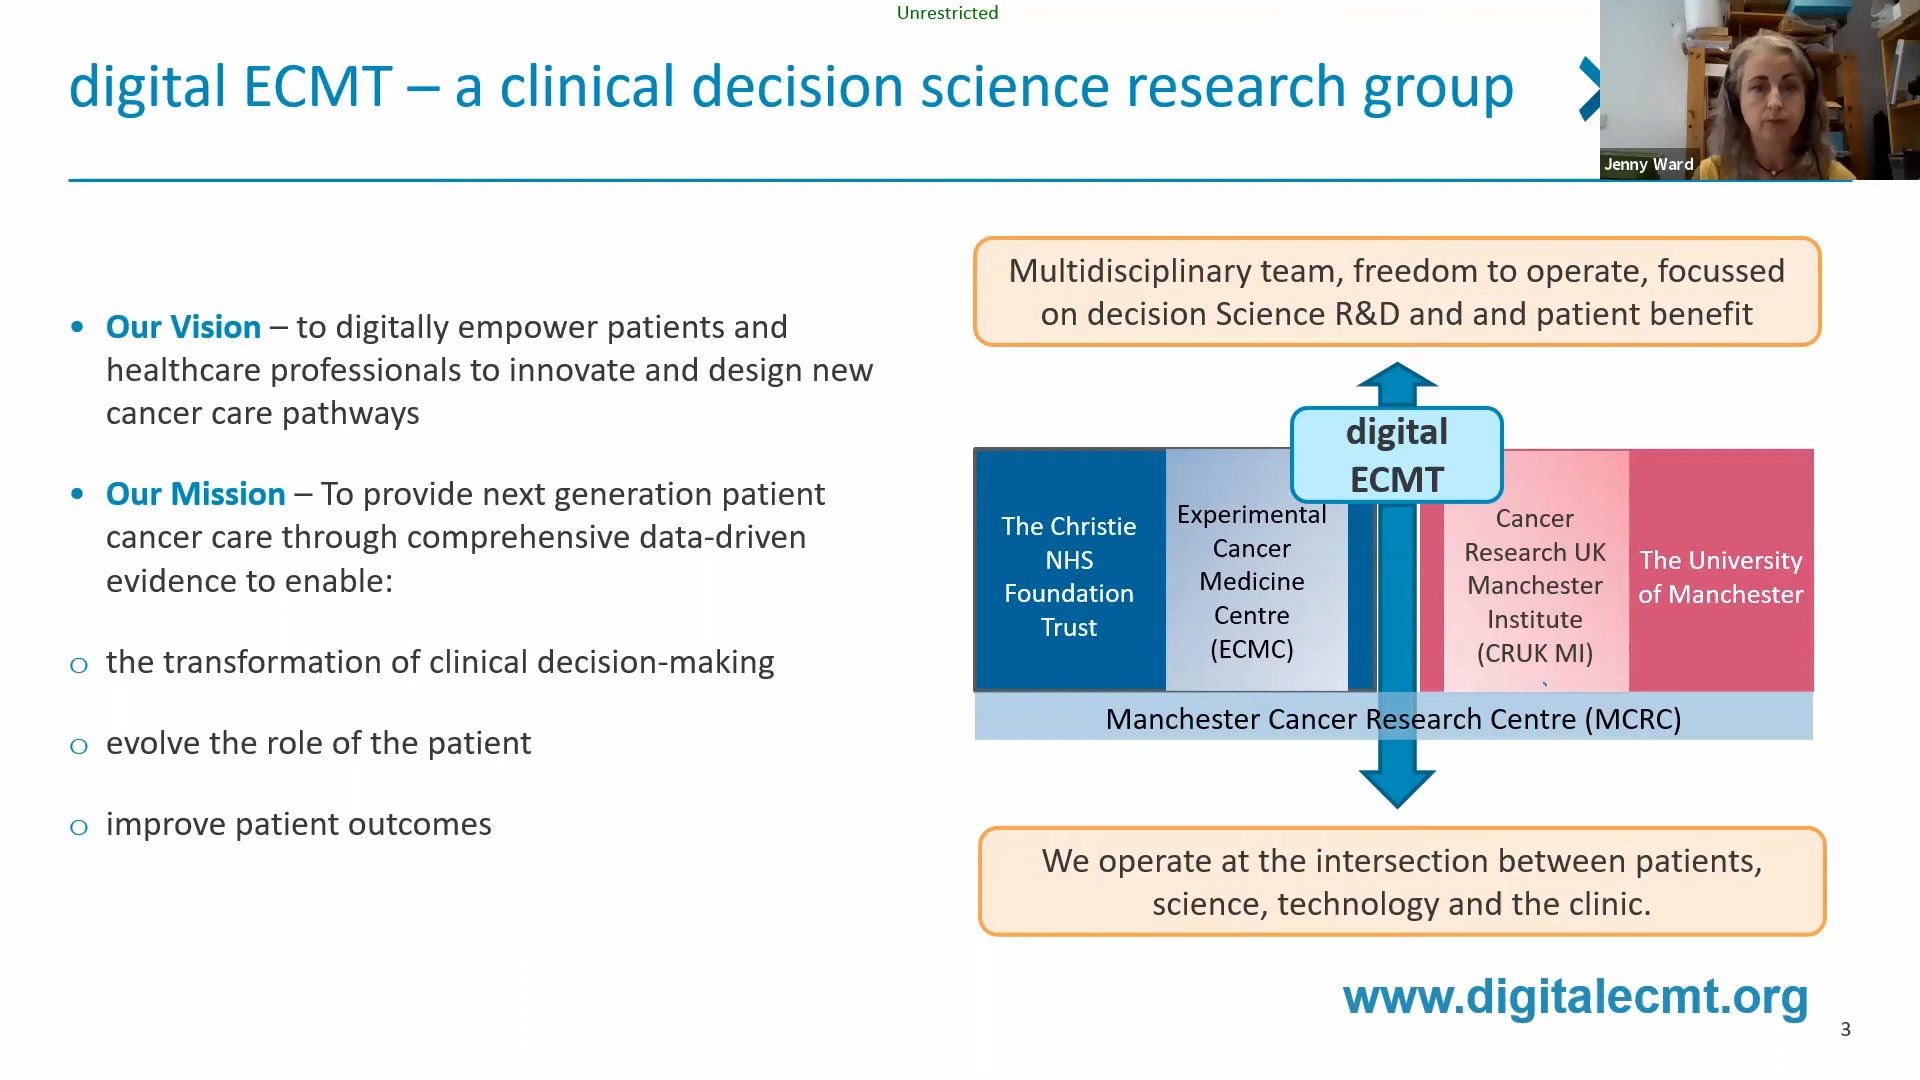 Unrestricted
digital ECMT – a clinical decision science research group
Jenny Ward
• Our Vision – to digitally empower patients and
healthcare professionals to innovate and design new
cancer care pathways
• Our Mission – To provide next generation patient
cancer care through comprehensive data-driven
evidence to enable:
o the transformation of clinical decision-making
o evolve the role of the patient
o improve patient outcomes
Multidisciplinary team, freedom to operate, focussed
on decision Science R&D and and patient benefit
digital
ECMT
The Christie
NHS
Foundation
Trust
Experimental
Cancer
Medicine
Centre
(ECMC)
Cancer
Research UK
Manchester
Institute
(CRUK MI)
The University
of Manchester
Manchester Cancer Research Centre (MCRC)
We operate at the intersection between patients,
science, technology and the clinic.
www.digitalecmt.org
3